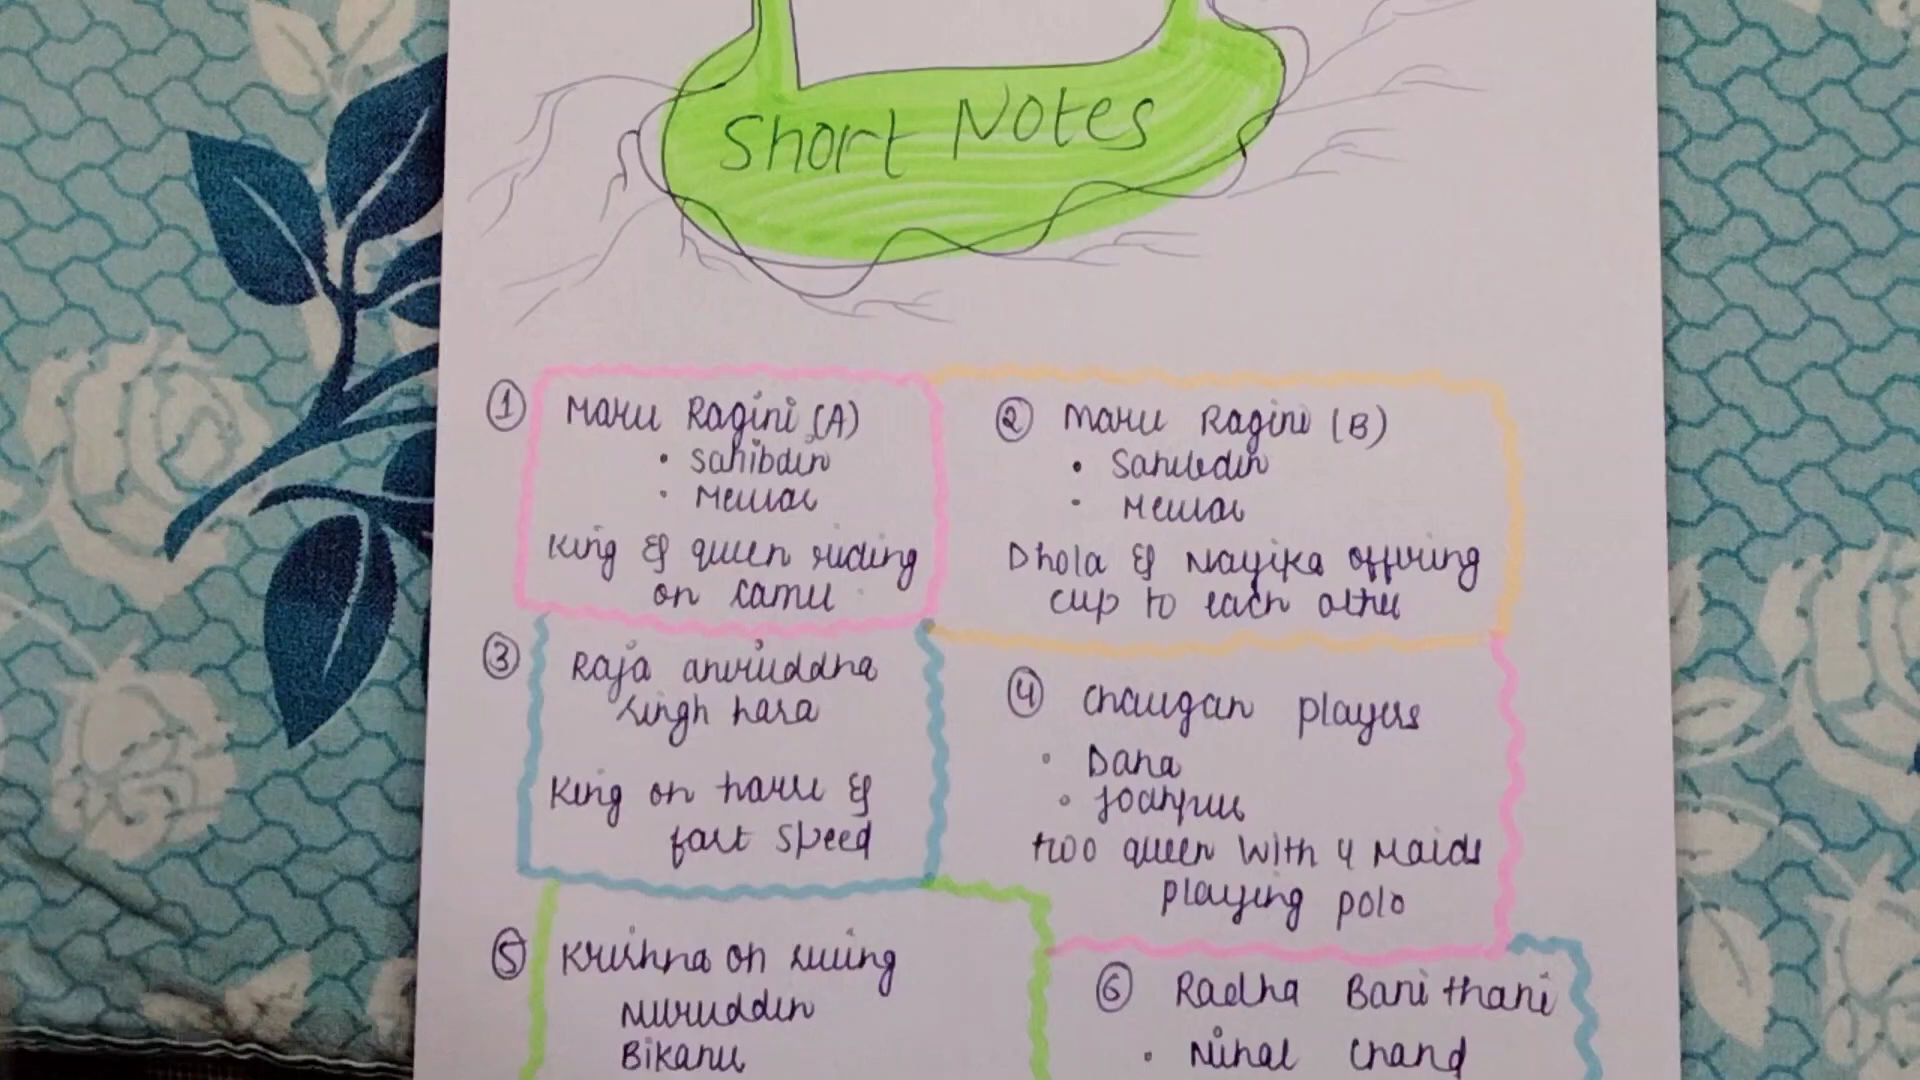 Short Notes
① Maru Ragini (A)
• Sahibdin
• Mewar
King & queen riding
on camel
② Maru Ragini (B)
• Sahibdin
• Mewar
Dhola & Nayika offering
cup to each other
③ Raja aniruddha
singh hara
King on horse &
fast speed
④ Chaugan players
• Dana
• Jodhpur
too queen with 4 Maids
playing polo
⑤ Krishna on swing
Nuruddin
Bikaner
⑥ Radha Bani thani
• Nihal Chand